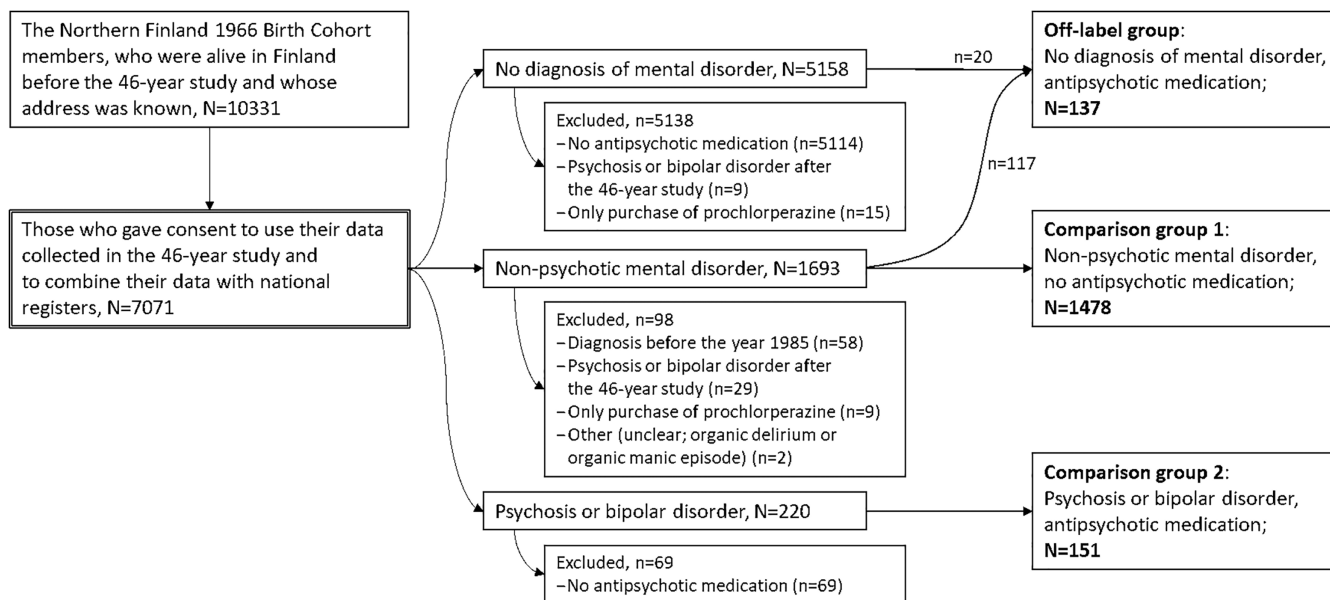 The Northern Finland 1966 Birth Cohort
members, who were alive in Finland
before the 46-year study and whose
address was known, N=10331
Those who gave consent to use their data
collected in the 46-year study and
to combine their data with national
registers, N=7071
No diagnosis of mental disorder, N=5158
Excluded, n=5138
–No antipsychotic medication (n=5114)
–Psychosis or bipolar disorder after
the 46-year study (n=9)
–Only purchase of prochlorperazine (n=15)
Non-psychotic mental disorder, N=1693
Excluded, n=98
–Diagnosis before the year 1985 (n=58)
–Psychosis or bipolar disorder after
the 46-year study (n=29)
–Only purchase of prochlorperazine (n=9)
–Other (unclear; organic delirium or
organic manic episode) (n=2)
Psychosis or bipolar disorder, N=220
Excluded, n=69
–No antipsychotic medication (n=69)
n=20
n=117
Off-label group:
No diagnosis of mental disorder,
antipsychotic medication;
N=137
Comparison group 1:
Non-psychotic mental disorder,
no antipsychotic medication;
N=1478
Comparison group 2:
Psychosis or bipolar disorder,
antipsychotic medication;
N=151